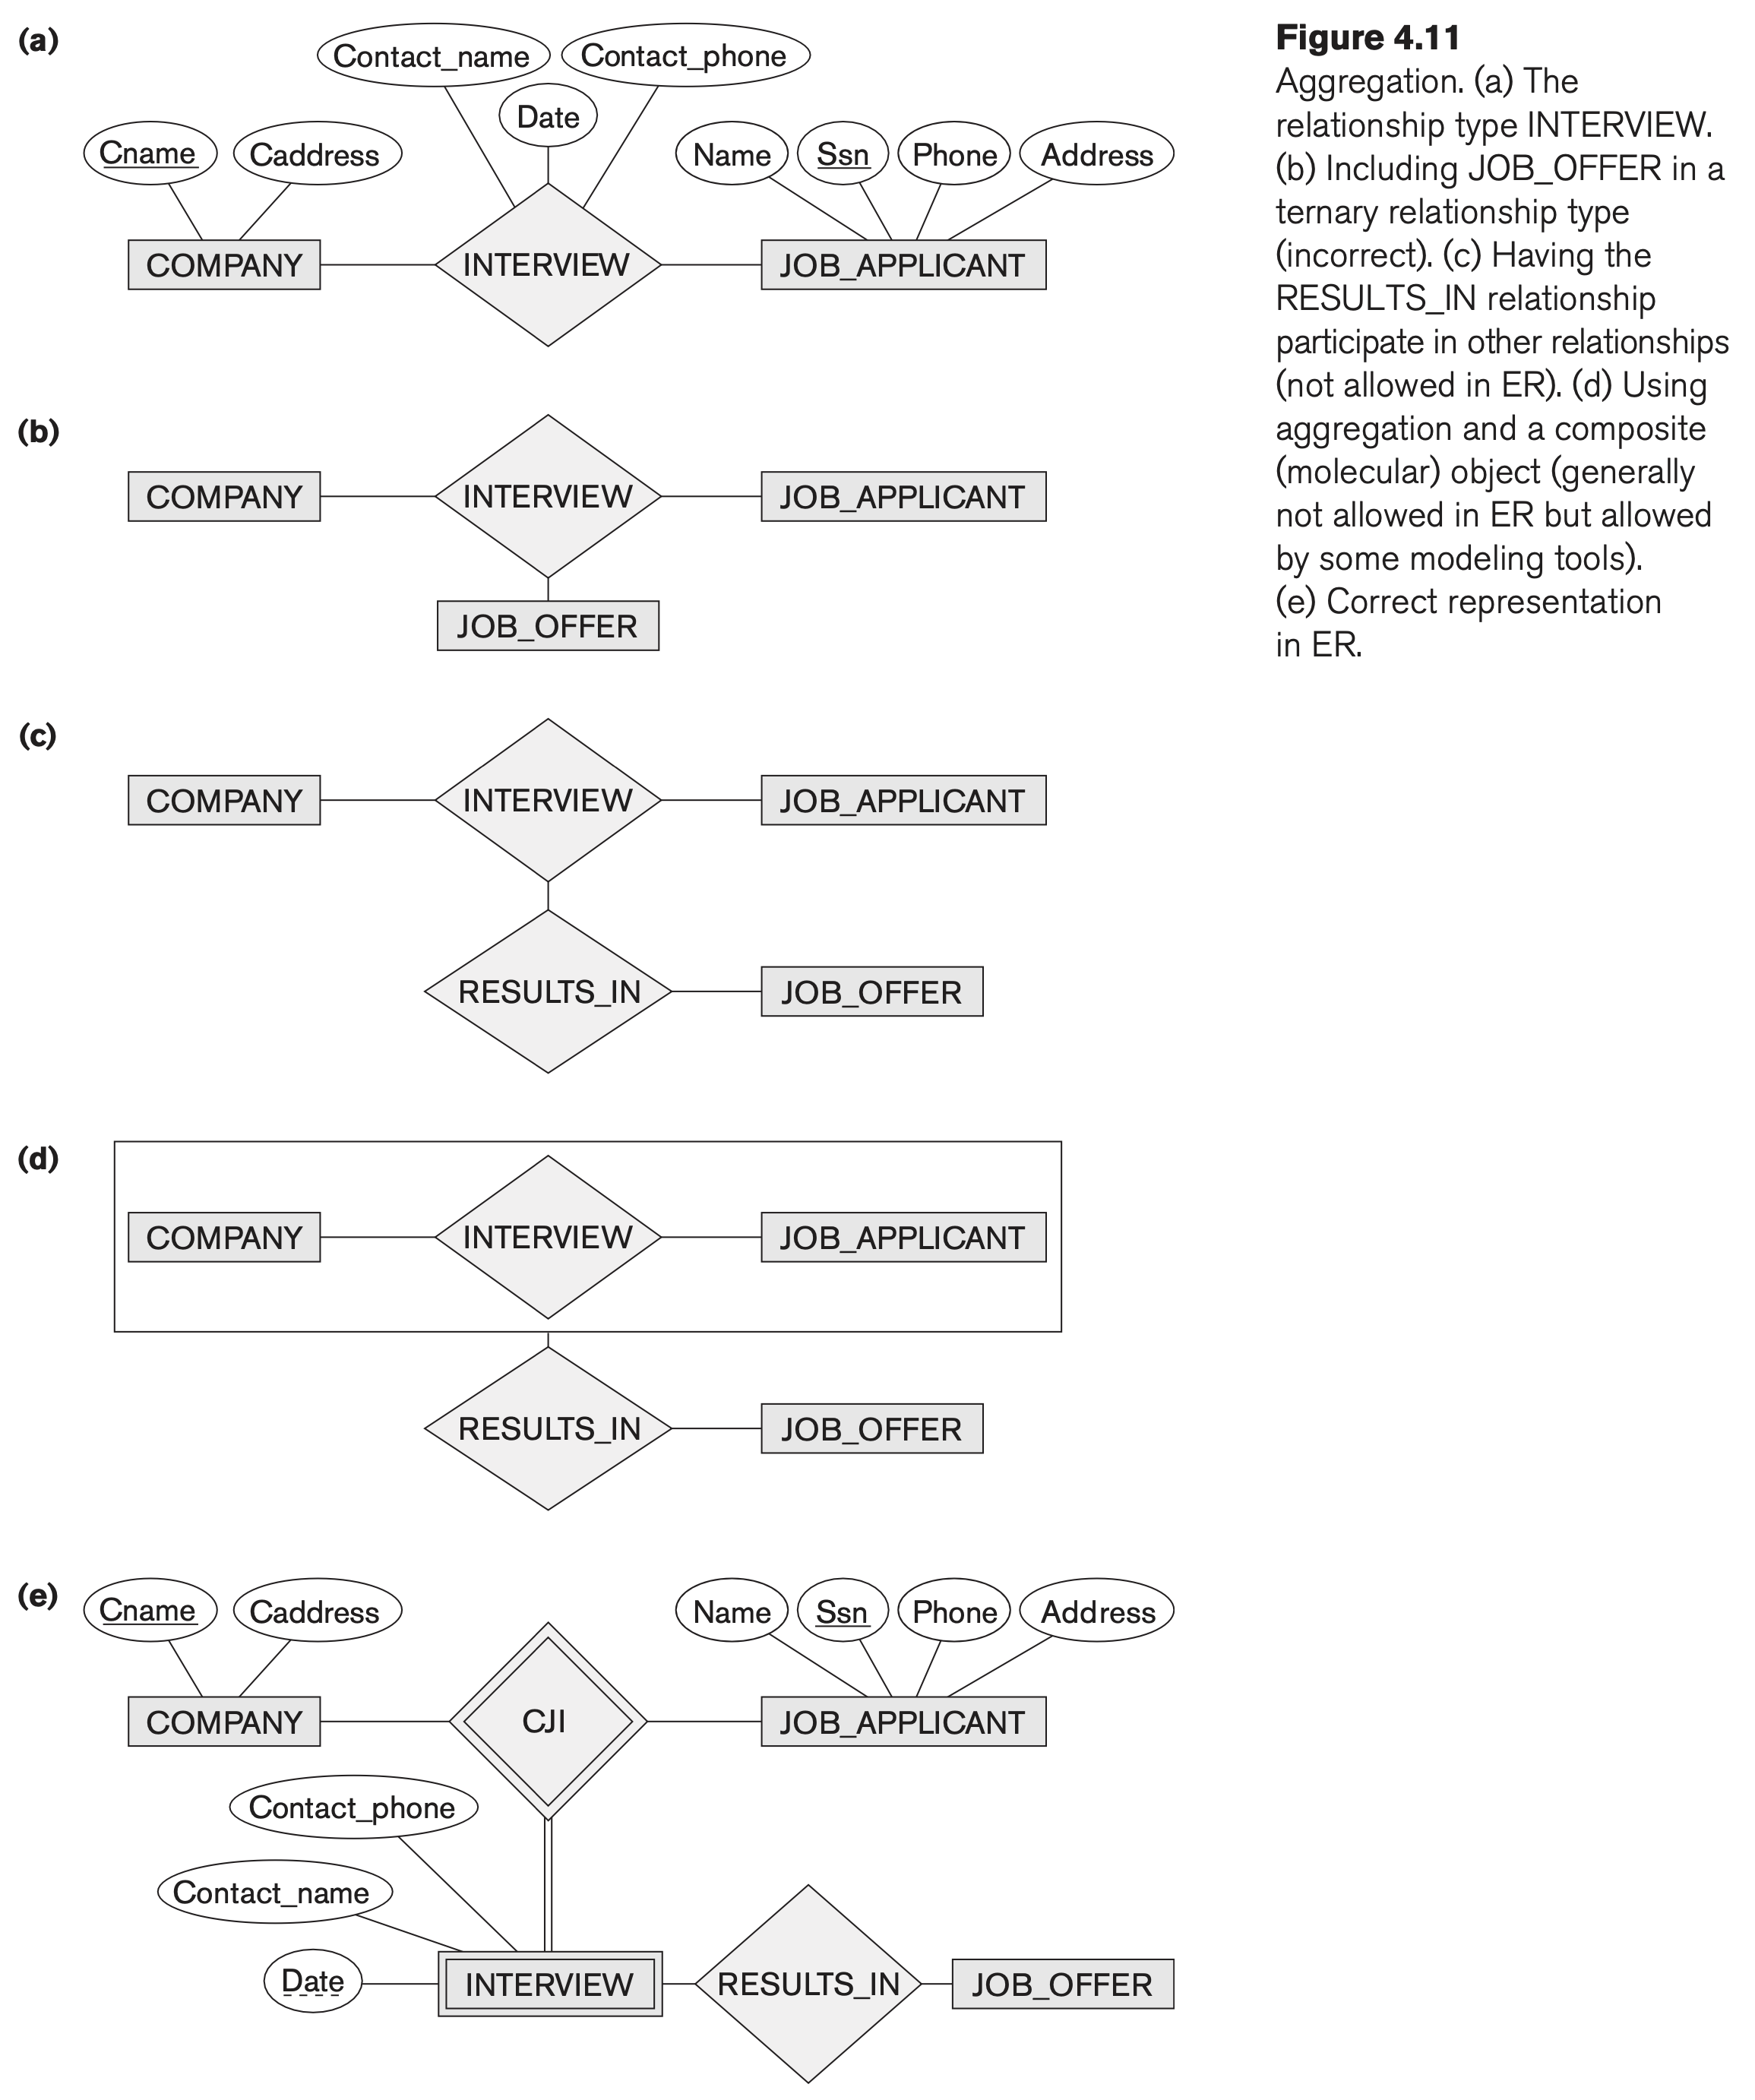 (a)
Contact_name
Contact_phone
Date
Cname
Caddress
Name
Ssn
Phone
Address
COMPANY
INTERVIEW
JOB_APPLICANT
(b)
COMPANY
INTERVIEW
JOB_APPLICANT
JOB_OFFER
(c)
COMPANY
INTERVIEW
JOB_APPLICANT
RESULTS_IN
JOB_OFFER
(d)
COMPANY
INTERVIEW
JOB_APPLICANT
RESULTS_IN
JOB_OFFER
(e)
Cname
Caddress
Name
Ssn
Phone
Address
COMPANY
CJI
JOB_APPLICANT
Contact_phone
Contact_name
Date
INTERVIEW
RESULTS_IN
JOB_OFFER
Figure 4.11
Aggregation. (a) The
relationship type INTERVIEW.
(b) Including JOB_OFFER in a
ternary relationship type
(incorrect). (c) Having the
RESULTS_IN relationship
participate in other relationships
(not allowed in ER). (d) Using
aggregation and a composite
(molecular) object (generally
not allowed in ER but allowed
by some modeling tools).
(e) Correct representation
in ER.